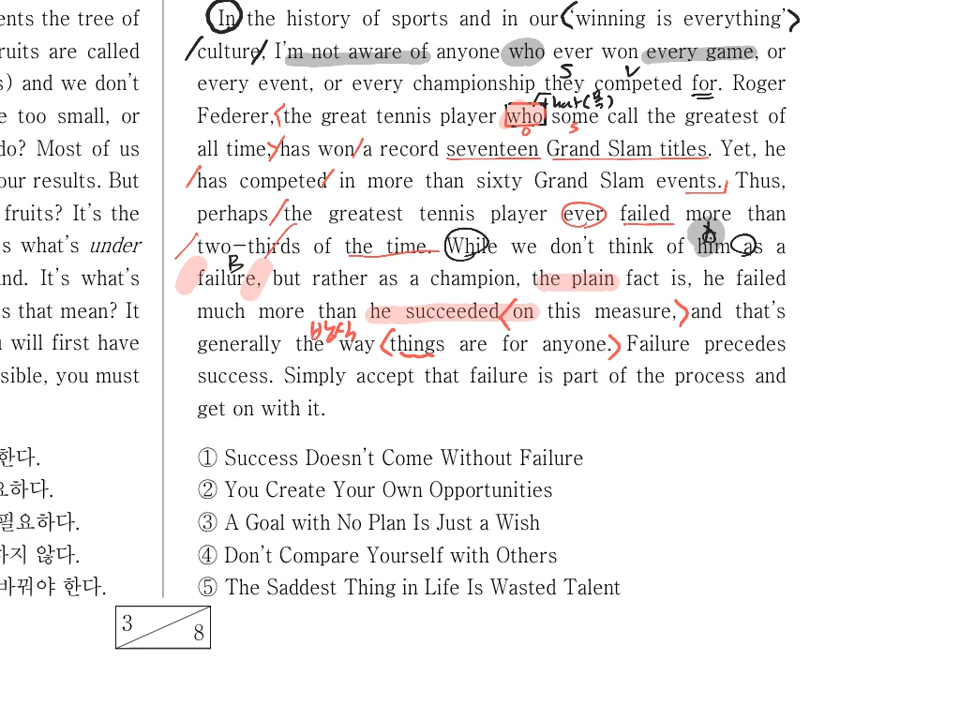 ents the tree of
ruits are called
s) and we don't
e too small, or
do? Most of us
our results. But
fruits? It's the
s what's under
nd. It's what's
s that mean? It
will first have
sible, you must
한다.
요하다.
필요하다.
하지 않다.
바꿔야 한다.
In the history of sports and in our 'winning is everything'
culture, I'm not aware of anyone who ever won every game, or
every event, or every championship they competed for. Roger
S V
that(목)
Federer, the great tennis player who some call the greatest of
O S
all time, has won a record seventeen Grand Slam titles. Yet, he
has competed in more than sixty Grand Slam events. Thus,
perhaps the greatest tennis player ever failed more than
two-thirds of the time. While we don't think of him as a
A
B
failure, but rather as a champion, the plain fact is, he failed
much more than he succeeded on this measure, and that's
방식
generally the way things are for anyone. Failure precedes
success. Simply accept that failure is part of the process and
get on with it.
① Success Doesn't Come Without Failure
② You Create Your Own Opportunities
③ A Goal with No Plan Is Just a Wish
④ Don't Compare Yourself with Others
⑤ The Saddest Thing in Life Is Wasted Talent
3 8